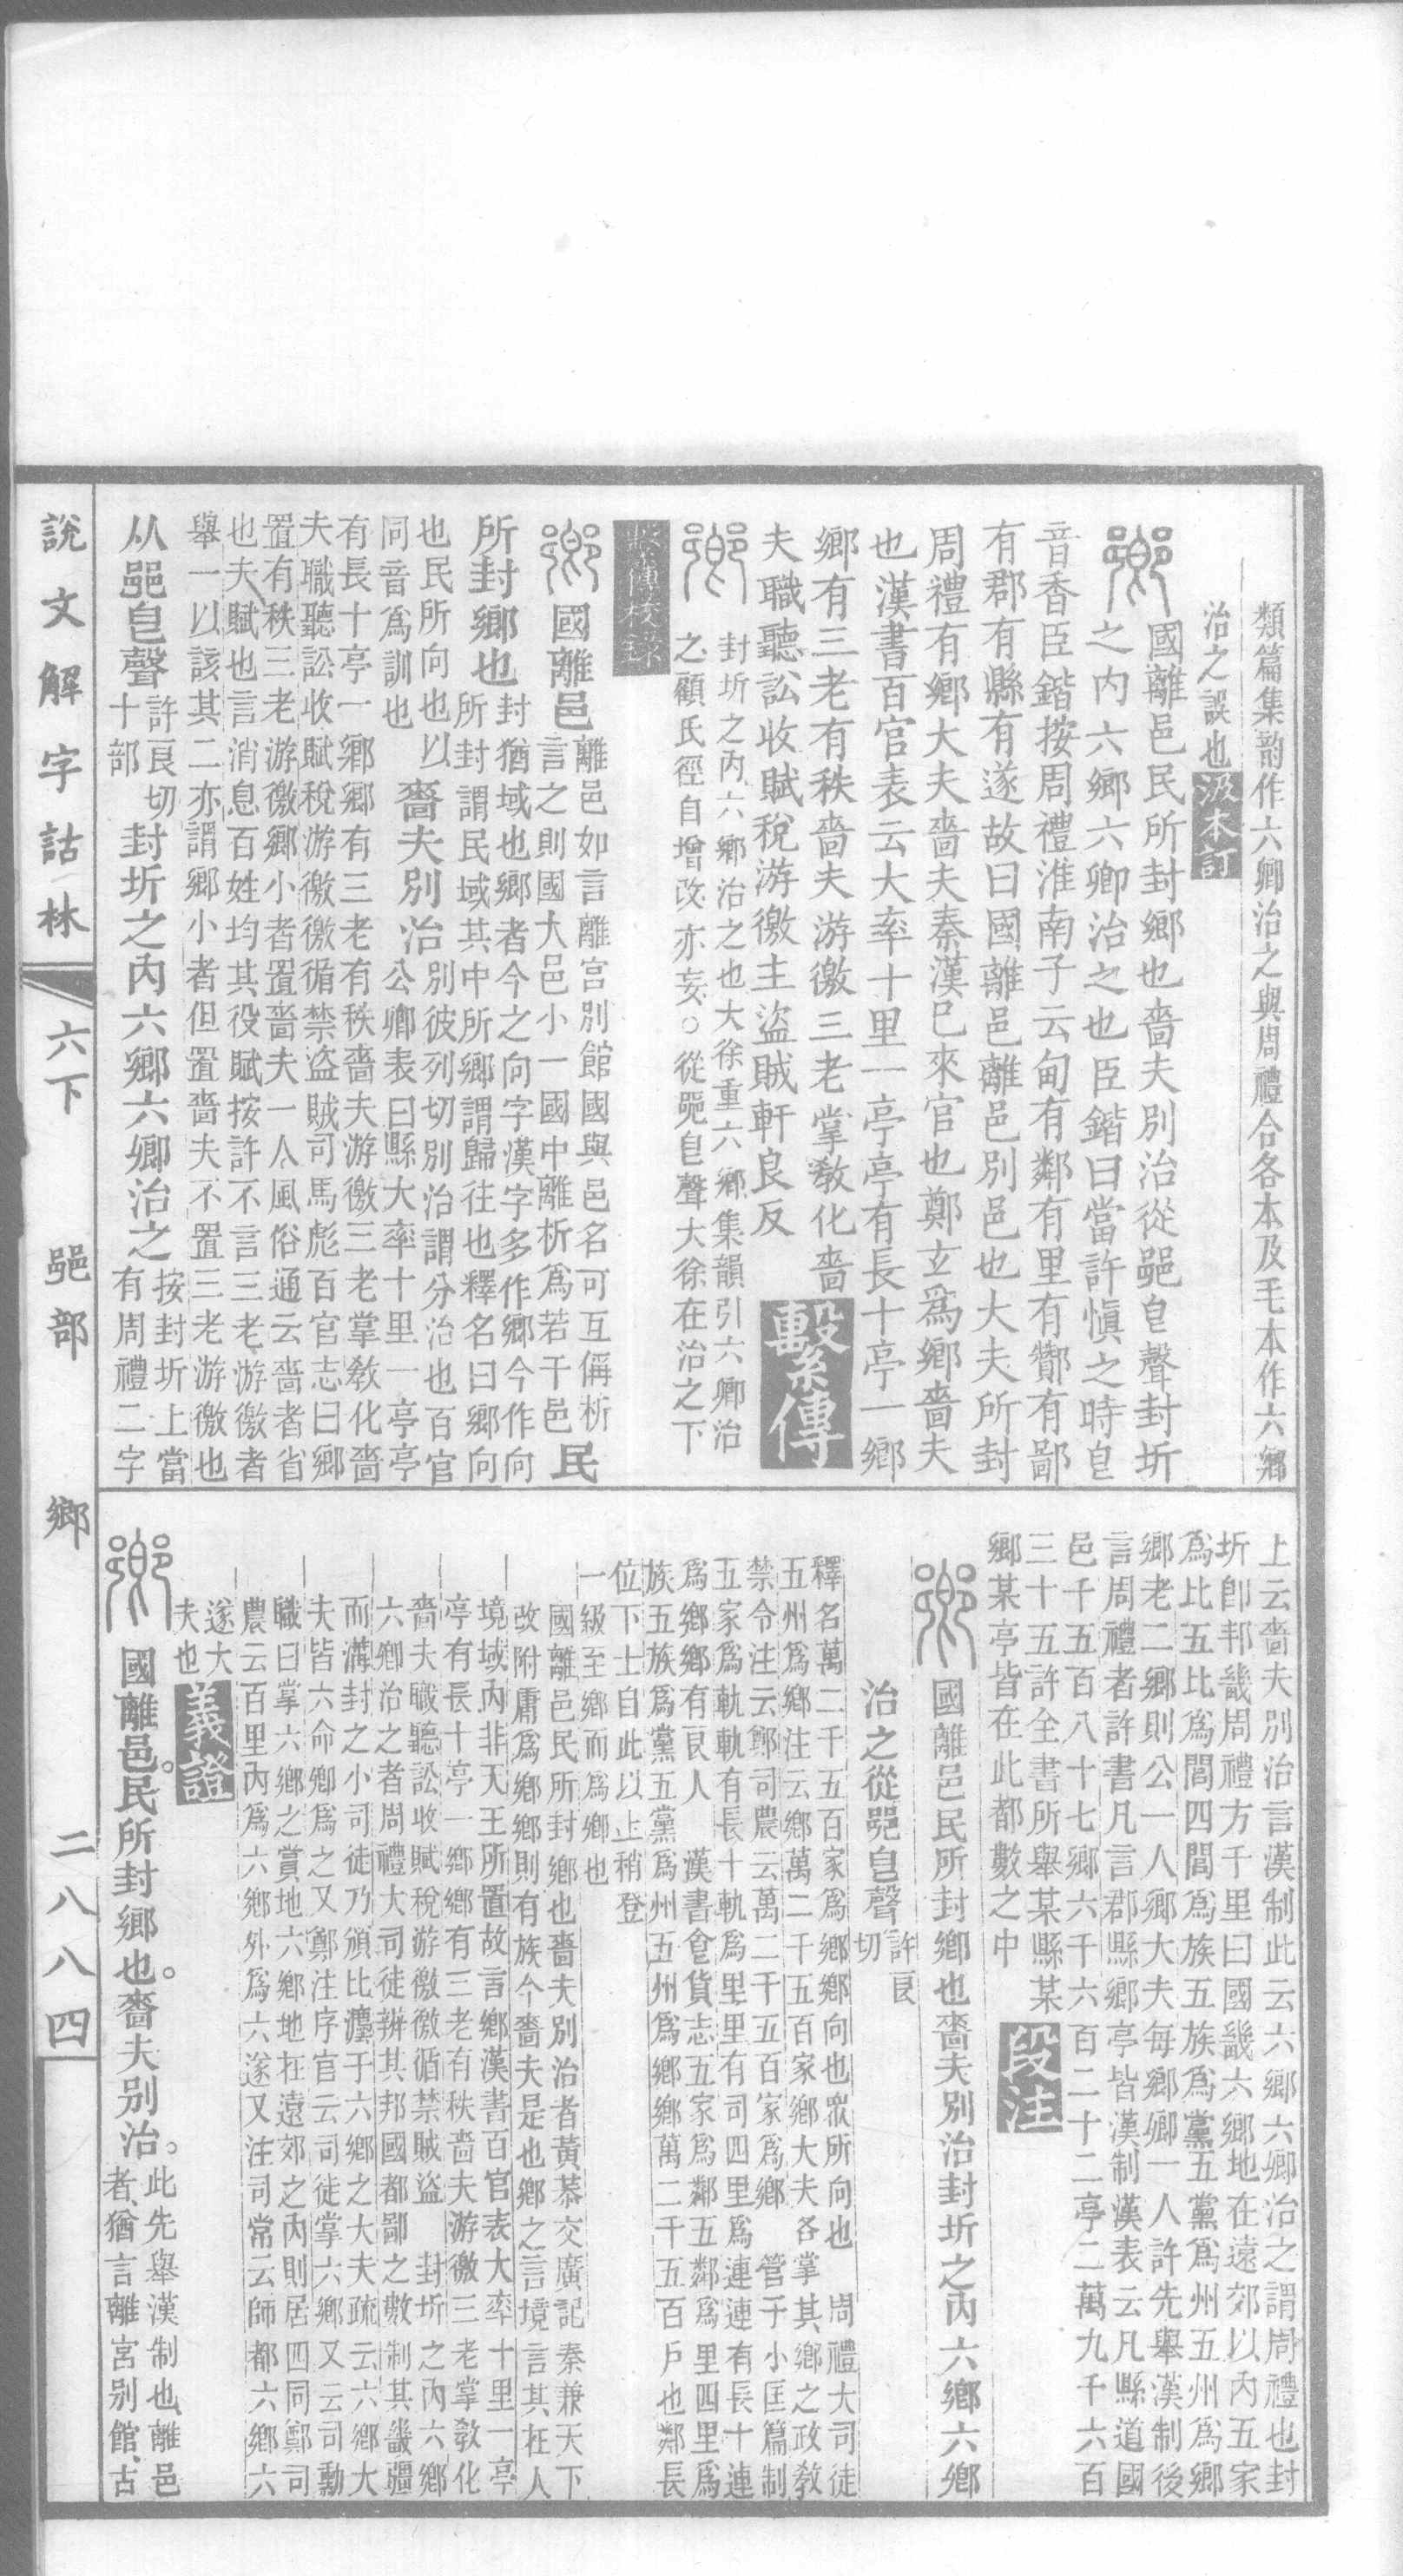 類篇集韵作六卿治之與周禮合各本及毛本作六鄉
治之誤也汲本訂
國離邑民所封鄉也嗇夫別治從𨛜皀聲封圻
之内六鄉六卿治之也臣鍇曰當許愼之時皀
音香臣鍇按周禮淮南子云甸有鄰有里有酇有鄙
有郡有縣有遂故曰國離邑離邑別邑也大夫所封
周禮有鄉大夫嗇夫秦漢巳來官也鄭玄爲鄉嗇夫
也漢書百官表云大率十里一亭亭有長十亭一鄉
鄉有三老有秩嗇夫游徼三老掌敎化嗇
夫職聽訟收賦稅游徼主盜賊軒良反
繫傳
封圻之内六鄉治之也大徐重六鄉集韻引六卿治
之顧氏徑自增改亦妄○從𨛜皀聲大徐在治之下
繫傳校錄
國離邑
離邑如言離宮別館國與邑名可互偁析
言之則國大邑小一國中離析爲若干邑
民
所封鄉也
封猶域也鄉者今之向字漢字多作鄉今作向
所封謂民域其中所鄉謂歸往也釋名曰鄉向
也民所向也以
同音爲訓也
嗇夫別治
別彼列切別治謂分治也百官
公卿表曰縣大率十里一亭亭
有長十亭一鄉鄉有三老有秩嗇夫游徼三老掌敎化嗇
夫職聽訟收賦稅游徼徼循禁盜賊司馬彪百官志曰鄉
置有秩三老游徼鄉小者置嗇夫一人風俗通云嗇者省
也夫賦也言消息百姓均其役賦按許不言三老游徼者
舉一以該其二亦謂鄉小者但置嗇夫不置三老游徼也
从𨛜皀聲
許良切
十部
封圻之内六鄉六卿治之
按封圻上當
有周禮二字
說文解字詁林 六下 𨛜部 鄉 二八八四
上云嗇夫別治言漢制此云六鄉六卿治之謂周禮也封
圻卽邦畿周禮方千里曰國畿六鄉地在遠郊以内五家
爲比五比爲閭四閭爲族五族爲黨五黨爲州五州爲鄉
鄉老二鄉則公一人鄉大夫每鄉卿一人許先舉漢制後
言周禮者許書凡言郡縣鄉亭皆漢制漢表云凡縣道國
邑千五百八十七鄉六千六百二十二亭二萬九千六百
三十五許全書所舉某縣某
鄉某亭皆在此都數之中
段注
國離邑民所封鄉也嗇夫別治封圻之内六鄉六鄉
治之從𨛜皀聲
許良
切
釋名萬二千五百家爲鄉鄉向也眾所向也 周禮大司徒
五州爲鄉注云鄉萬二千五百家鄉大夫各掌其鄉之政敎
禁令注云鄭司農云萬二千五百家爲鄉 管子小匡篇制
五家爲軌軌有長十軌爲里里有司四里爲連連有長十連
爲鄉鄉有良人 漢書食貨志五家爲鄰五鄰爲里四里爲
族五族爲黨五黨爲州五州爲鄉鄉萬二千五百戶也鄰長
位下士自此以上稍登
一級至鄉而爲卿也
國離邑民所封鄉也嗇夫別治者黃恭交廣記秦兼天下
改附庸爲鄉鄉則有族今嗇夫是也鄉之言境言其在人
境域内非天王所置故言鄉漢書百官表大率十里一亭
亭有長十亭一鄉鄉有三老有秩嗇夫游徼三老掌敎化
嗇夫職聽訟收賦稅游徼徼循禁賊盜 封圻之内六鄉
六卿治之者周禮大司徒辨其邦國都鄙之數制其畿疆
而溝封之小司徒乃頒比灋于六鄉之大夫疏云六鄉大
夫皆六命卿爲之又鄭注序官云司徒掌六鄉又云司勳
職曰掌六鄉之賞地六鄉地在遠郊之内則居四同鄭司
農云百里内爲六鄉外爲六遂又注司常云師都六鄉六
遂大
夫也
義證
國離邑。民所封鄉也。嗇夫別治。
此先舉漢制也、離邑
者、猶言離宮別館、古